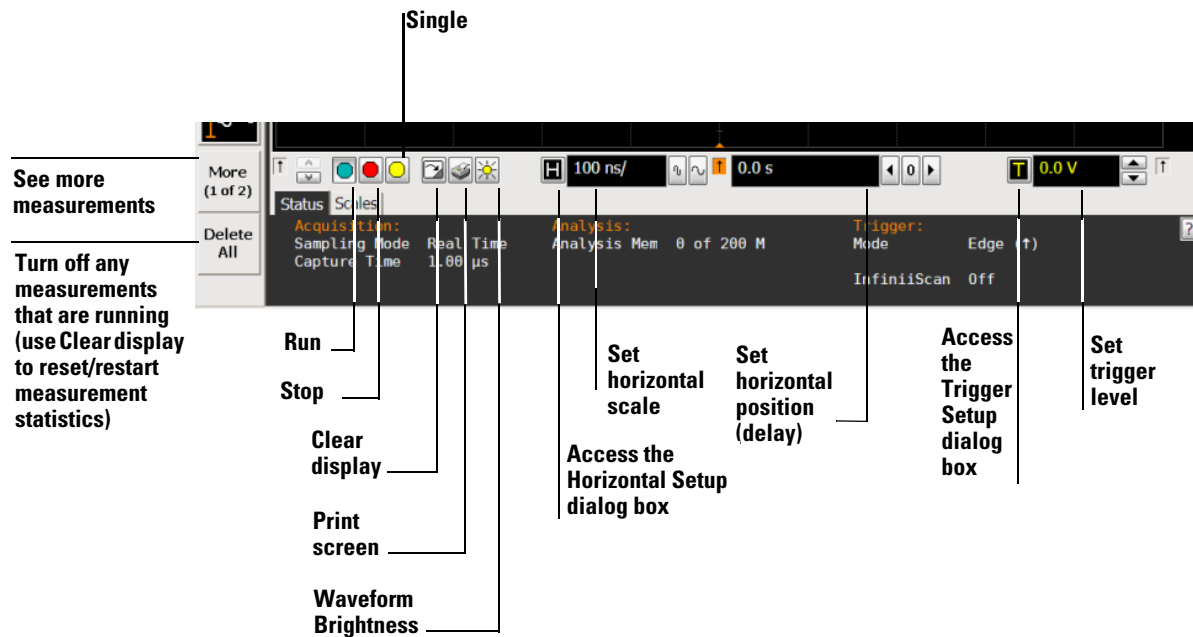 Single
See more
measurements
Turn off any
measurements
that are running
(use Clear display
to reset/restart
measurement
statistics)
More
(1 of 2)
Delete
All
H
100 ns/
0.0 s
0
T
0.0 V
Status
Scales
?
Acquisition:
Sampling Mode Real Time
Capture Time 1.00 µs
Analysis:
Analysis Mem 0 of 200 M
Trigger:
Mode Edge (↑)
InfiniiScan Off
Run
Stop
Clear
display
Print
screen
Waveform
Brightness
Access the
Horizontal Setup
dialog box
Set
horizontal
scale
Set
horizontal
position
(delay)
Access
the
Trigger
Setup
dialog
box
Set
trigger
level